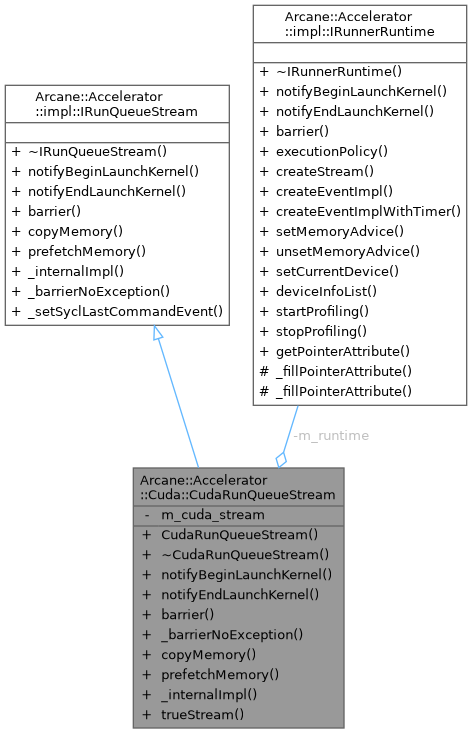 Arcane::Accelerator
::impl::IRunnerRuntime
+ ~IRunnerRuntime()
+ notifyBeginLaunchKernel()
+ notifyEndLaunchKernel()
+ barrier()
+ executionPolicy()
+ createStream()
+ createEventImpl()
+ createEventImplWithTimer()
+ setMemoryAdvice()
+ unsetMemoryAdvice()
+ setCurrentDevice()
+ deviceInfoList()
+ startProfiling()
+ stopProfiling()
+ getPointerAttribute()
# _fillPointerAttribute()
# _fillPointerAttribute()
Arcane::Accelerator
::impl::IRunQueueStream
+ ~IRunQueueStream()
+ notifyBeginLaunchKernel()
+ notifyEndLaunchKernel()
+ barrier()
+ copyMemory()
+ prefetchMemory()
+ _internalImpl()
+ _barrierNoException()
+ _setSyclLastCommandEvent()
-m_runtime
Arcane::Accelerator
::Cuda::CudaRunQueueStream
- m_cuda_stream
+ CudaRunQueueStream()
+ ~CudaRunQueueStream()
+ notifyBeginLaunchKernel()
+ notifyEndLaunchKernel()
+ barrier()
+ _barrierNoException()
+ copyMemory()
+ prefetchMemory()
+ _internalImpl()
+ trueStream()